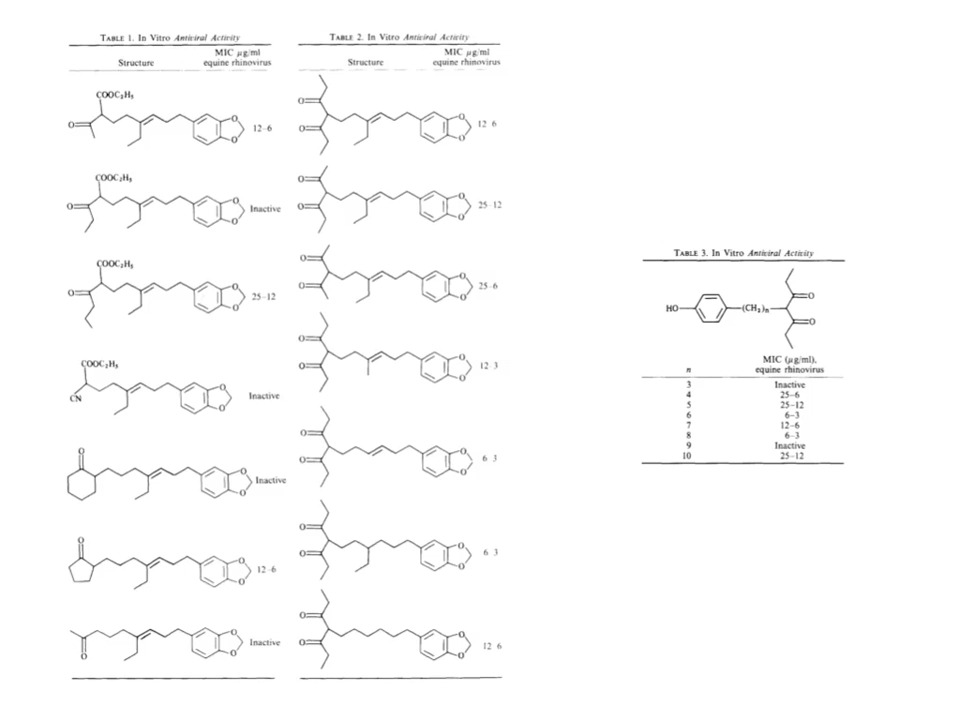 TABLE 1. In Vitro Antiviral Activity
Structure
MIC μg/ml
equine rhinovirus
COOC₂H₅
O
O
O
12-6
COOC₂H₅
O
O
O
Inactive
COOC₂H₅
O
O
O
25-12
COOC₂H₅
CN
O
O
Inactive
O
O
O
Inactive
O
O
O
12-6
O
O
O
Inactive
TABLE 2. In Vitro Antiviral Activity
Structure
MIC μg/ml
equine rhinovirus
O
O
O
O
12 6
O
O
O
O
25 12
O
O
O
O
25 6
O
O
O
O
12 3
O
O
O
O
6 3
O
O
O
O
6 3
O
O
O
O
12 6
TABLE 3. In Vitro Antiviral Activity
HO
(CH₂)n
O
O
n
MIC (μg/ml),
equine rhinovirus
3 Inactive
4 25-6
5 25-12
6 6-3
7 12-6
8 6-3
9 Inactive
10 25-12